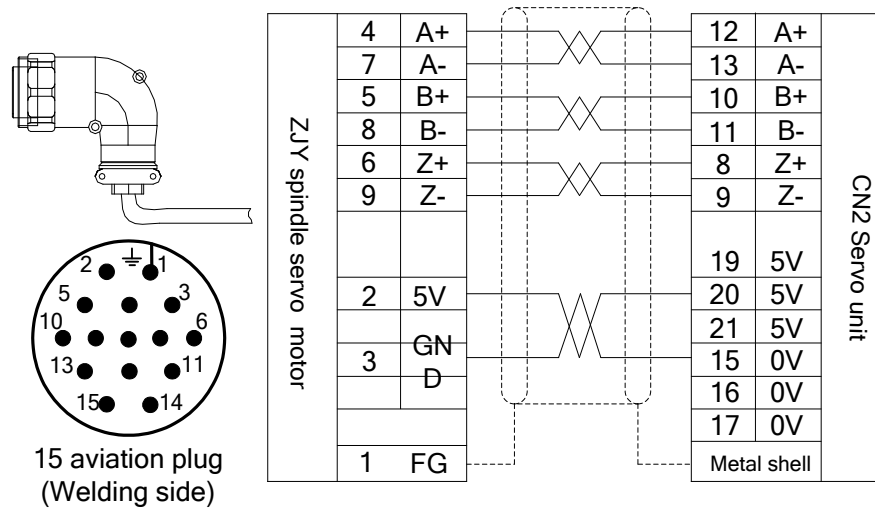 4 A+ 12 A+
7 A- 13 A-
5 B+ 10 B+
8 B- 11 B-
6 Z+ 8 Z+
9 Z- 9 Z-
19 5V
2 5V 20 5V
21 5V
3 GN
D
15 0V
16 0V
17 0V
1 FG Metal shell
ZJY spindle servo motor
CN2 Servo unit
2 1
5 3
10 6
13 11
15 14
15 aviation plug
(Welding side)